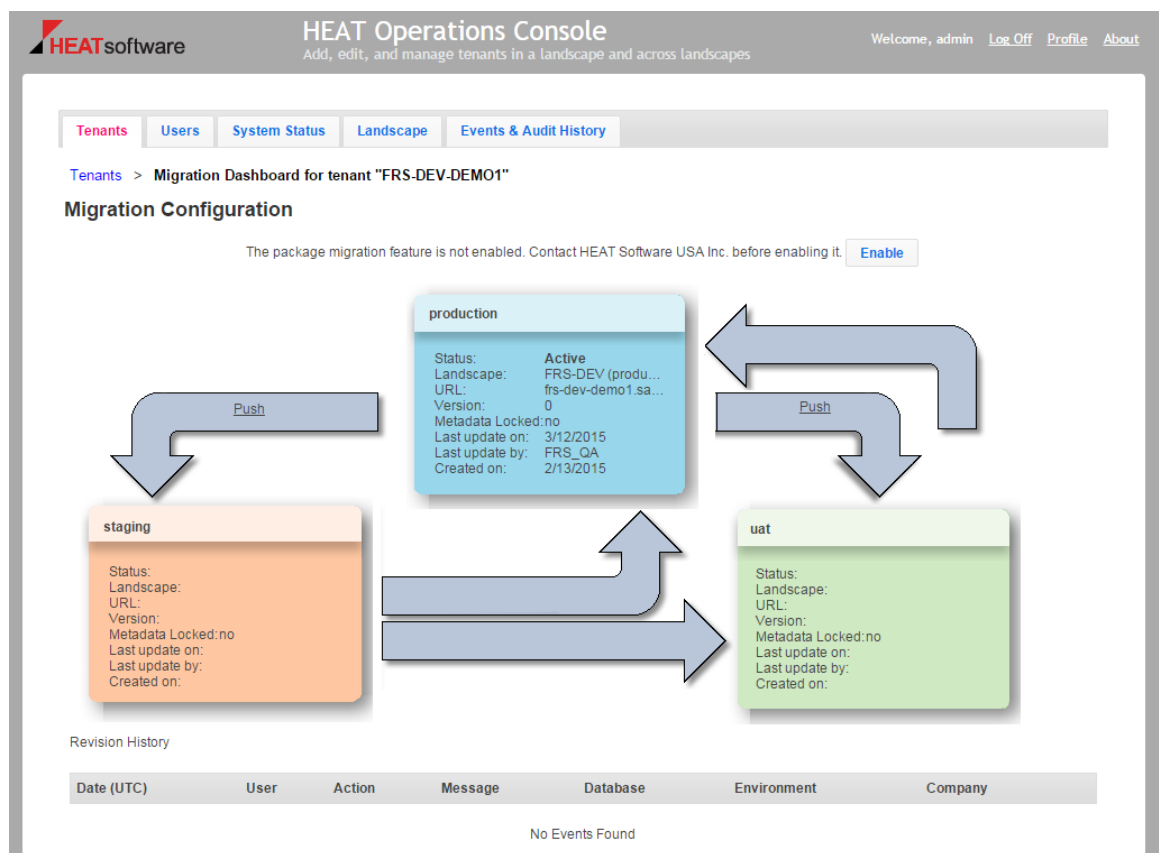 HEATsoftware
HEAT Operations Console
Add, edit, and manage tenants in a landscape and across landscapes
Welcome, admin Log Off Profile About
Tenants Users System Status Landscape Events & Audit History
Tenants > Migration Dashboard for tenant "FRS-DEV-DEMO1"
Migration Configuration
The package migration feature is not enabled. Contact HEAT Software USA Inc. before enabling it. Enable
production
Status: Active
Landscape: FRS-DEV (produ...
URL: frs-dev-demo1.sa...
Version: 0
Metadata Locked:no
Last update on: 3/12/2015
Last update by: FRS_QA
Created on: 2/13/2015
Push
Push
staging
Status:
Landscape:
URL:
Version:
Metadata Locked:no
Last update on:
Last update by:
Created on:
uat
Status:
Landscape:
URL:
Version:
Metadata Locked:no
Last update on:
Last update by:
Created on:
Revision History
Date (UTC) User Action Message Database Environment Company
No Events Found